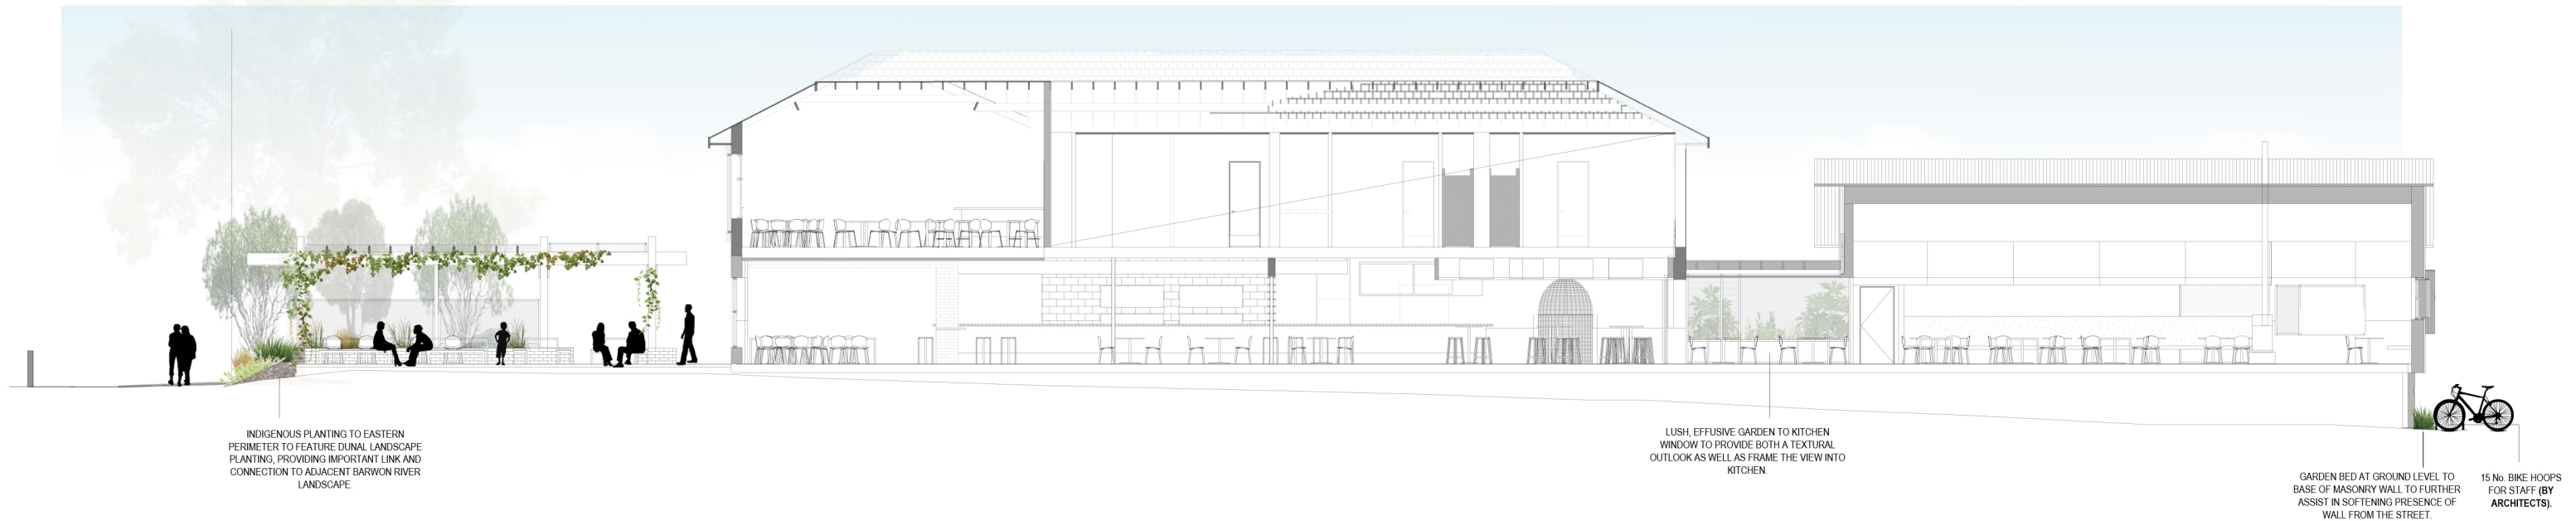 INDIGENOUS PLANTING TO EASTERN
PERIMETER TO FEATURE DUNAL LANDSCAPE
PLANTING, PROVIDING IMPORTANT LINK AND
CONNECTION TO ADJACENT BARWON RIVER
LANDSCAPE.
LUSH, EFFUSIVE GARDEN TO KITCHEN
WINDOW TO PROVIDE BOTH A TEXTURAL
OUTLOOK AS WELL AS FRAME THE VIEW INTO
KITCHEN.
GARDEN BED AT GROUND LEVEL TO
BASE OF MASONRY WALL TO FURTHER
ASSIST IN SOFTENING PRESENCE OF
WALL FROM THE STREET.
15 No. BIKE HOOPS
FOR STAFF (BY
ARCHITECTS).